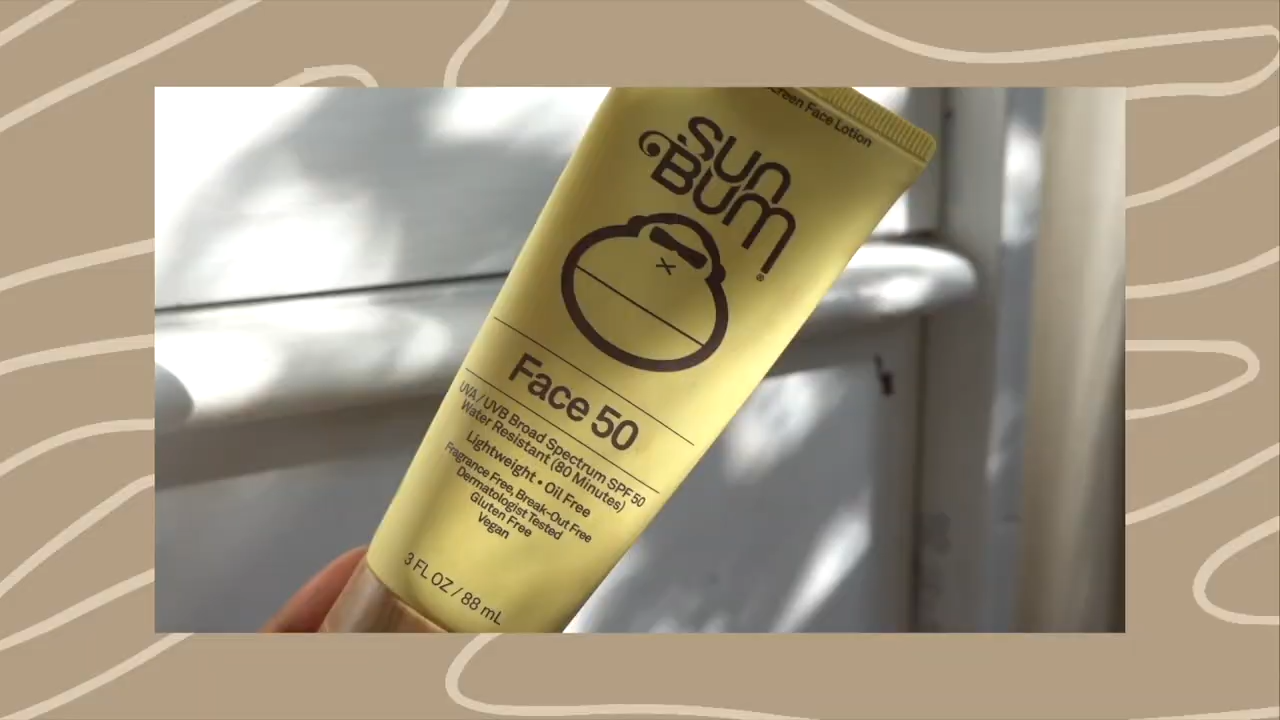 Face Lotion
Sun
Bum
®
Face 50
UVA / UVB Broad Spectrum SPF 50
Water Resistant (80 Minutes)
Lightweight • Oil Free
Fragrance Free, Break-Out Free
Dermatologist Tested
Gluten Free
Vegan
3 FL OZ / 88 mL